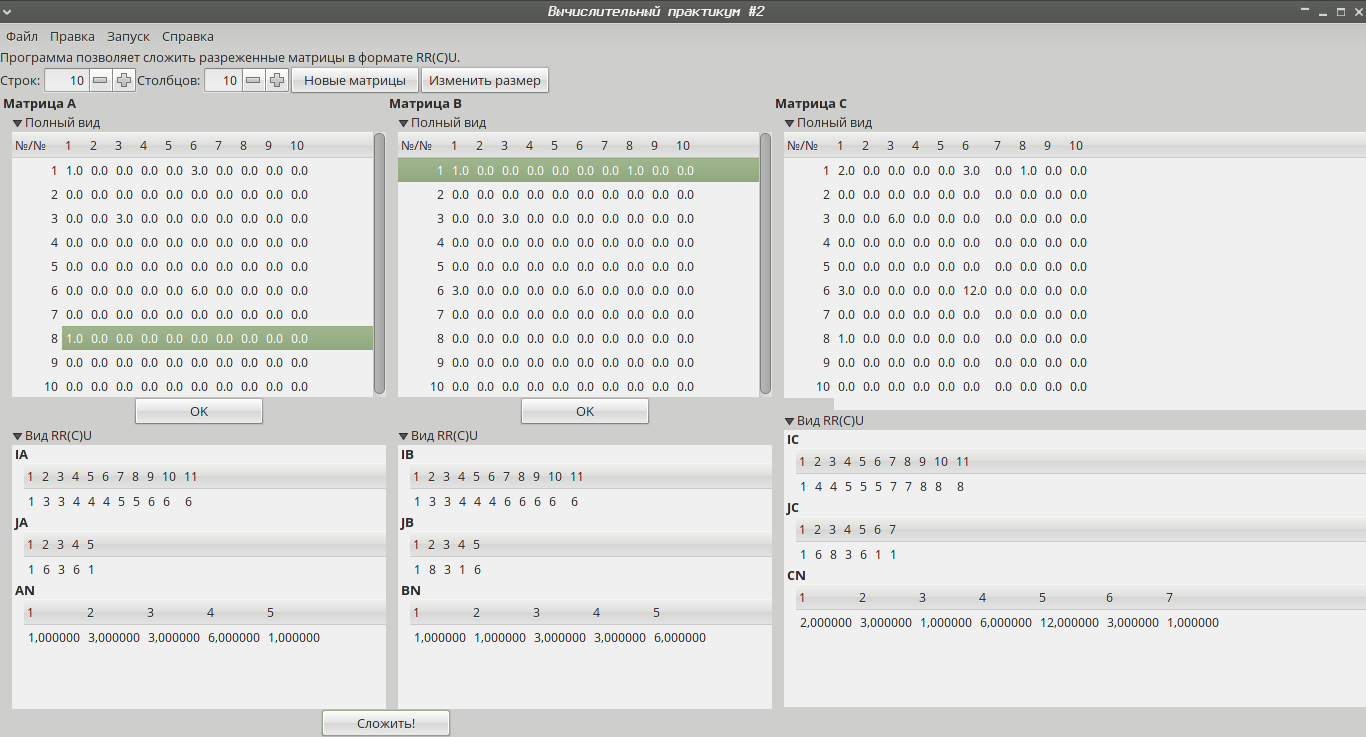 Вычислительный практикум #2
Файл Правка Запуск Справка
Программа позволяет сложить разреженные матрицы в формате RR(C)U.
Строк: 10 Столбцов: 10 Новые матрицы Изменить размер
Матрица A
Полный вид
№/№ 1 2 3 4 5 6 7 8 9 10
1 1.0 0.0 0.0 0.0 0.0 3.0 0.0 0.0 0.0 0.0
2 0.0 0.0 0.0 0.0 0.0 0.0 0.0 0.0 0.0 0.0
3 0.0 0.0 3.0 0.0 0.0 0.0 0.0 0.0 0.0 0.0
4 0.0 0.0 0.0 0.0 0.0 0.0 0.0 0.0 0.0 0.0
5 0.0 0.0 0.0 0.0 0.0 0.0 0.0 0.0 0.0 0.0
6 0.0 0.0 0.0 0.0 0.0 6.0 0.0 0.0 0.0 0.0
7 0.0 0.0 0.0 0.0 0.0 0.0 0.0 0.0 0.0 0.0
8 1.0 0.0 0.0 0.0 0.0 0.0 0.0 0.0 0.0 0.0
9 0.0 0.0 0.0 0.0 0.0 0.0 0.0 0.0 0.0 0.0
10 0.0 0.0 0.0 0.0 0.0 0.0 0.0 0.0 0.0 0.0
OK
Вид RR(C)U
IA
1 2 3 4 5 6 7 8 9 10 11
1 3 3 4 4 4 5 5 6 6 6
JA
1 2 3 4 5
1 6 3 6 1
AN
1 2 3 4 5
1,000000 3,000000 3,000000 6,000000 1,000000
Матрица B
Полный вид
№/№ 1 2 3 4 5 6 7 8 9 10
1 1.0 0.0 0.0 0.0 0.0 0.0 0.0 1.0 0.0 0.0
2 0.0 0.0 0.0 0.0 0.0 0.0 0.0 0.0 0.0 0.0
3 0.0 0.0 3.0 0.0 0.0 0.0 0.0 0.0 0.0 0.0
4 0.0 0.0 0.0 0.0 0.0 0.0 0.0 0.0 0.0 0.0
5 0.0 0.0 0.0 0.0 0.0 0.0 0.0 0.0 0.0 0.0
6 3.0 0.0 0.0 0.0 0.0 6.0 0.0 0.0 0.0 0.0
7 0.0 0.0 0.0 0.0 0.0 0.0 0.0 0.0 0.0 0.0
8 0.0 0.0 0.0 0.0 0.0 0.0 0.0 0.0 0.0 0.0
9 0.0 0.0 0.0 0.0 0.0 0.0 0.0 0.0 0.0 0.0
10 0.0 0.0 0.0 0.0 0.0 0.0 0.0 0.0 0.0 0.0
OK
Вид RR(C)U
IB
1 2 3 4 5 6 7 8 9 10 11
1 3 3 4 4 4 6 6 6 6 6
JB
1 2 3 4 5
1 8 3 1 6
BN
1 2 3 4 5
1,000000 1,000000 3,000000 3,000000 6,000000
Матрица C
Полный вид
№/№ 1 2 3 4 5 6 7 8 9 10
1 2.0 0.0 0.0 0.0 0.0 3.0 0.0 1.0 0.0 0.0
2 0.0 0.0 0.0 0.0 0.0 0.0 0.0 0.0 0.0 0.0
3 0.0 0.0 6.0 0.0 0.0 0.0 0.0 0.0 0.0 0.0
4 0.0 0.0 0.0 0.0 0.0 0.0 0.0 0.0 0.0 0.0
5 0.0 0.0 0.0 0.0 0.0 0.0 0.0 0.0 0.0 0.0
6 3.0 0.0 0.0 0.0 0.0 12.0 0.0 0.0 0.0 0.0
7 0.0 0.0 0.0 0.0 0.0 0.0 0.0 0.0 0.0 0.0
8 1.0 0.0 0.0 0.0 0.0 0.0 0.0 0.0 0.0 0.0
9 0.0 0.0 0.0 0.0 0.0 0.0 0.0 0.0 0.0 0.0
10 0.0 0.0 0.0 0.0 0.0 0.0 0.0 0.0 0.0 0.0
Вид RR(C)U
IC
1 2 3 4 5 6 7 8 9 10 11
1 4 4 5 5 5 7 7 8 8 8
JC
1 2 3 4 5 6 7
1 6 8 3 6 1 1
CN
1 2 3 4 5 6 7
2,000000 3,000000 1,000000 6,000000 12,000000 3,000000 1,000000
Сложить!